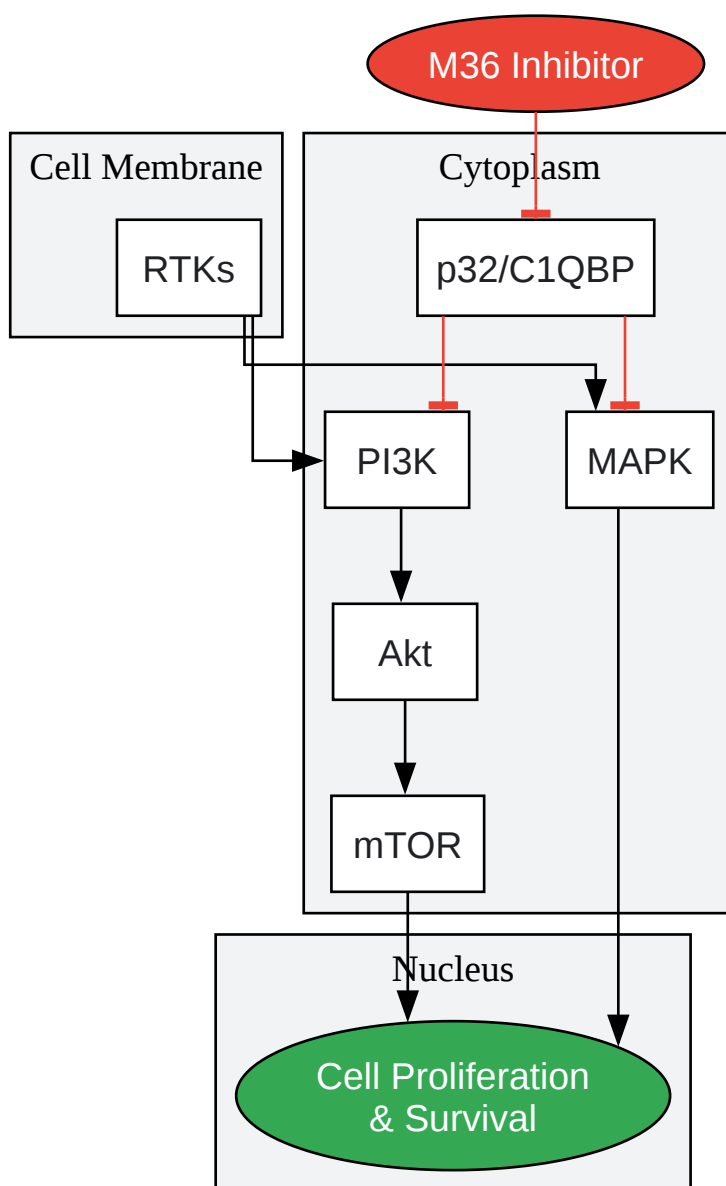 M36 Inhibitor
Cell Membrane
Cytoplasm
RTKs
p32/C1QBP
PI3K
MAPK
Akt
mTOR
Nucleus
Cell Proliferation
& Survival